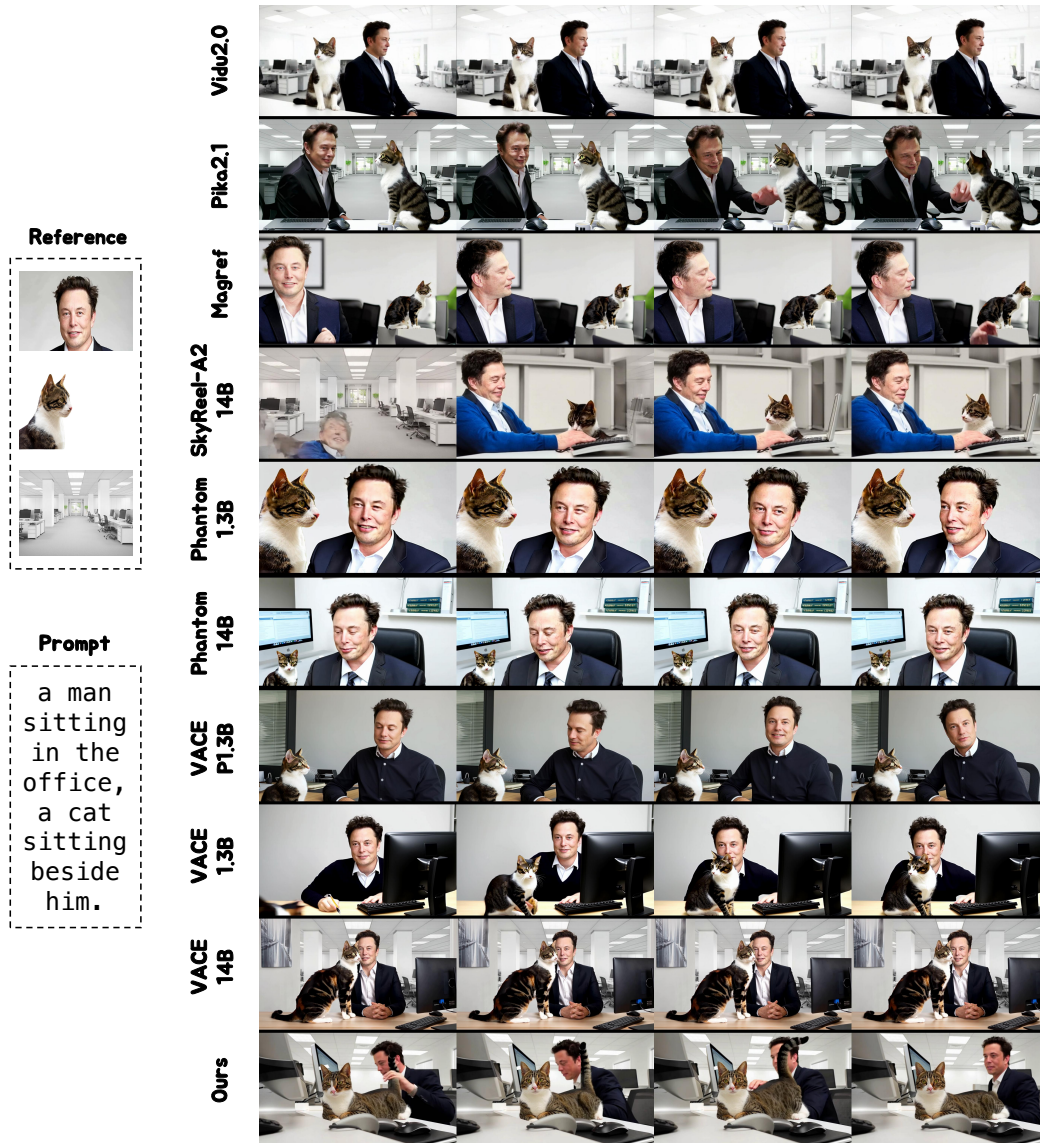 Reference
Prompt
a man
sitting
in the
office,
a cat
sitting
beside
him.
Vidu2.0
Pika2.1
Magref
SkyReel-A2
14B
Phantom
1.3B
Phantom
14B
VACE
P1.3B
VACE
1.3B
VACE
14B
Ours